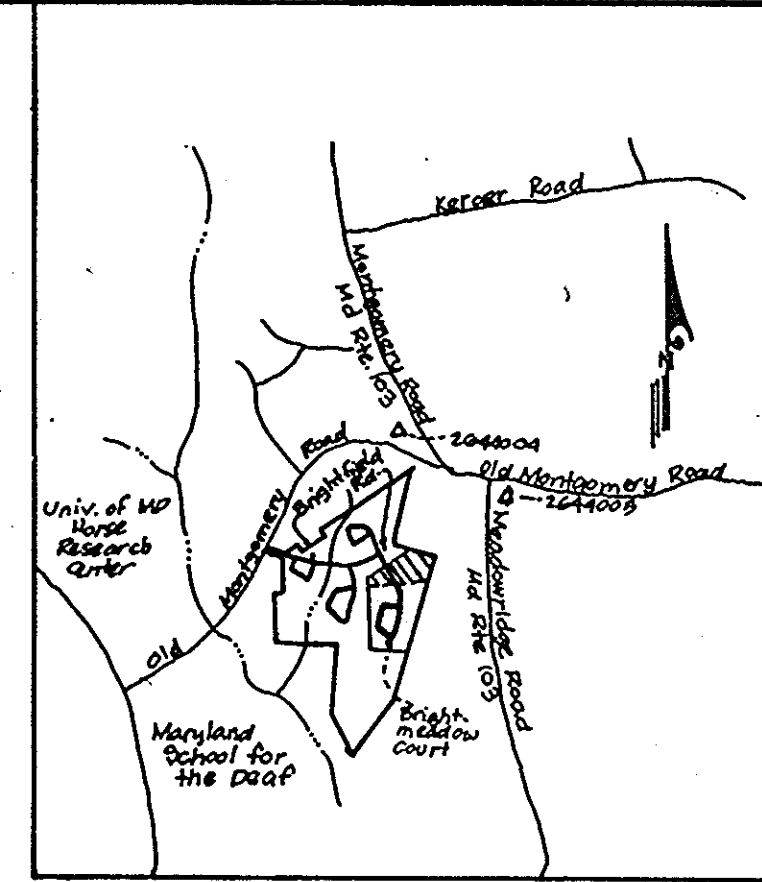 Kerger Road
Montgomery Road
Md Rte. 103
2644004
Old Montgomery Road
2644003
Brightfield
Rd.
Univ. of MD
Horse
Research
Center
Old Montgomery Road
N
Meadowridge Road
Md Rte 103
Bright-
meadow
Court
Maryland
School for
the Deaf